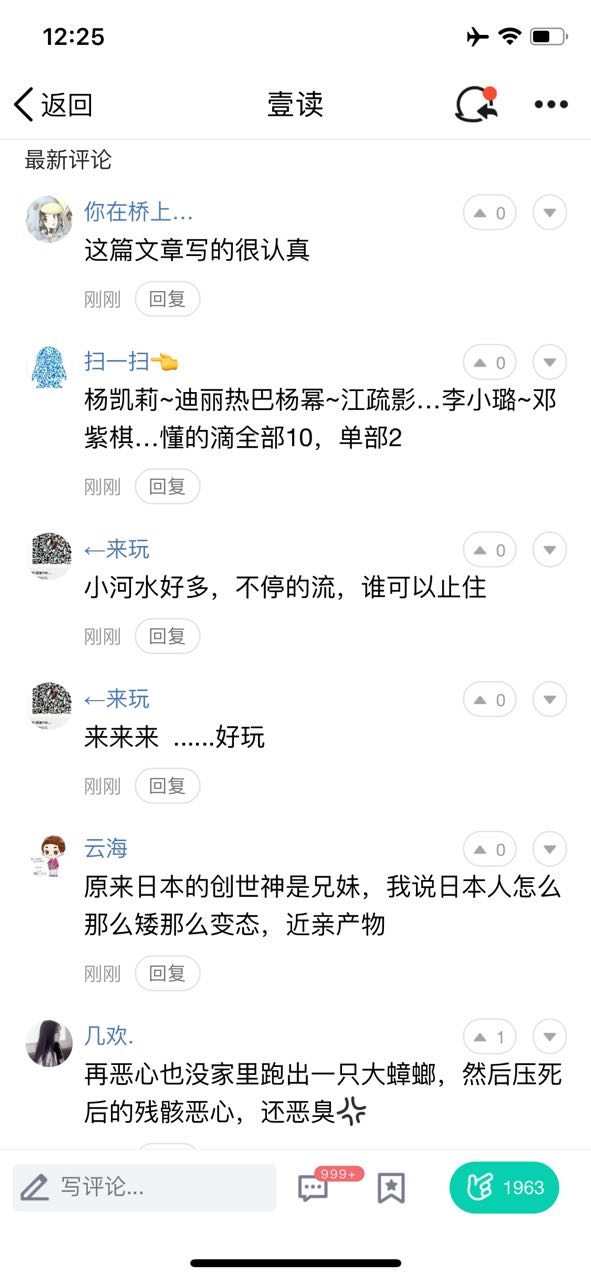 12:25
返回
壹读
最新评论
你在桥上...
0
这篇文章写的很认真
刚刚
回复
扫一扫👈
0
杨凯莉~迪丽热巴杨幂~江疏影...李小璐~邓
紫棋...懂的滴全部10，单部2
刚刚
回复
←来玩
0
小河水好多，不停的流，谁可以止住
刚刚
回复
←来玩
0
来来来 ......好玩
刚刚
回复
云海
0
原来日本的创世神是兄妹，我说日本人怎么
那么矮那么变态，近亲产物
刚刚
回复
几欢.
1
再恶心也没家里跑出一只大蟑螂，然后压死
后的残骸恶心，还恶臭💢
写评论...
999+
1963